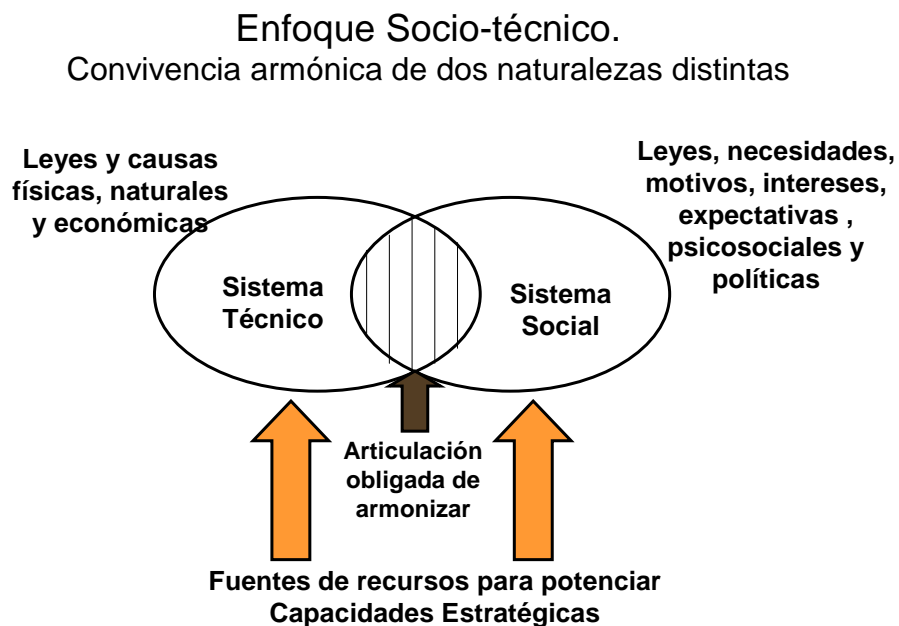 Enfoque Socio-técnico.
Convivencia armónica de dos naturalezas distintas
Leyes y causas
físicas, naturales
y económicas
Leyes, necesidades,
motivos, intereses,
expectativas ,
psicosociales y
políticas
Sistema
Técnico
Sistema
Social
Articulación
obligada de
armonizar
Fuentes de recursos para potenciar
Capacidades Estratégicas